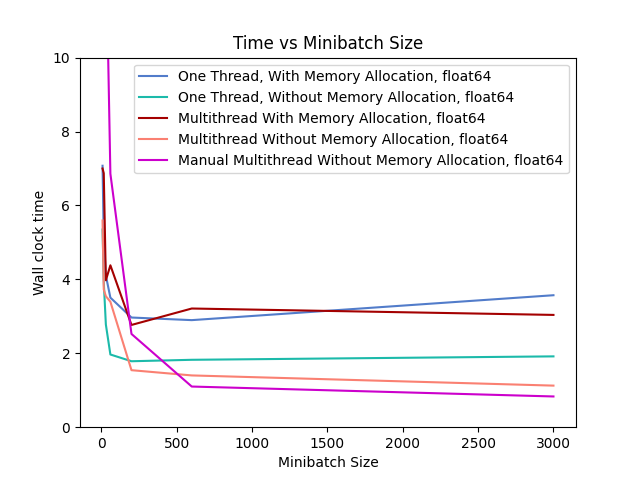 Time vs Minibatch Size
10
8
6
4
2
0
Wall clock time
One Thread, With Memory Allocation, float64
One Thread, Without Memory Allocation, float64
Multithread With Memory Allocation, float64
Multithread Without Memory Allocation, float64
Manual Multithread Without Memory Allocation, float64
0 500 1000 1500 2000 2500 3000
Minibatch Size